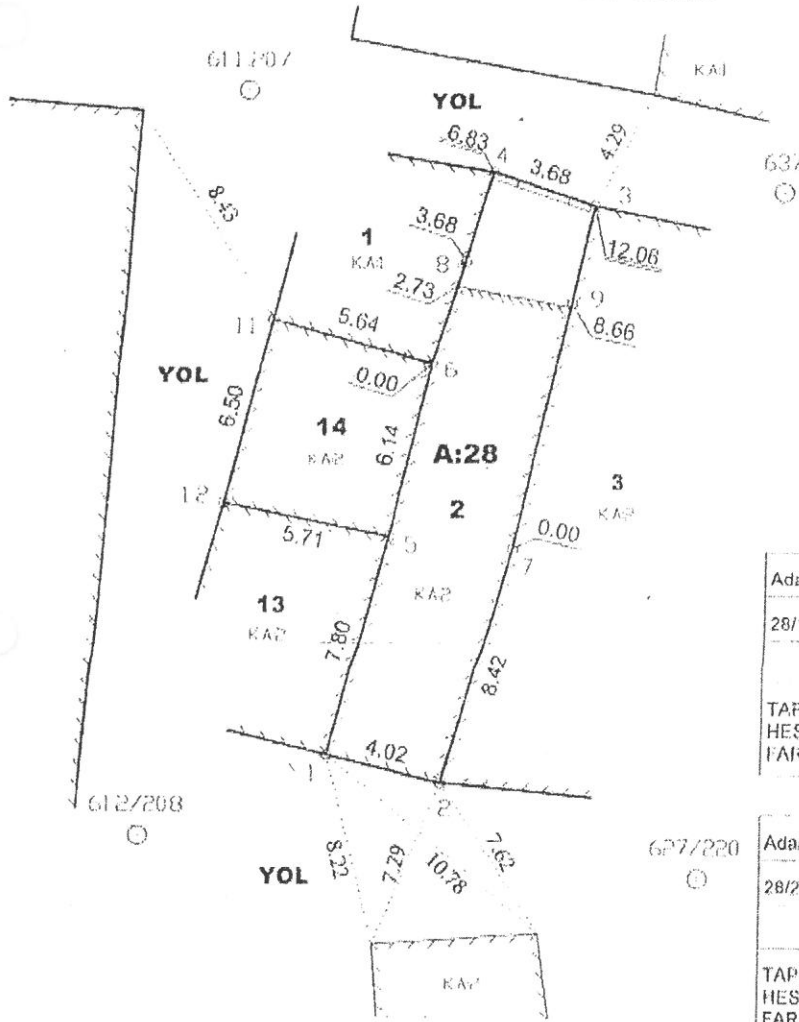 611207
KA1
YOL
6.83
4
3.68
4.29
3
637
8.43
1
KA1
3.68
8
2.73
12.06
9
8.66
11
5.64
0.00
6
YOL
6.50
14
KA2
6.14
A:28
2
3
KA2
12
5.71
5
0.00
7
KA2
13
KA2
7.80
8.42
Ada
28/
TAP
HES
FAR
4.02
1
2
612/208
YOL
8.22
7.29
10.78
7.62
627/220
Ada/
28/2
KA2
TAP
HES
FAR